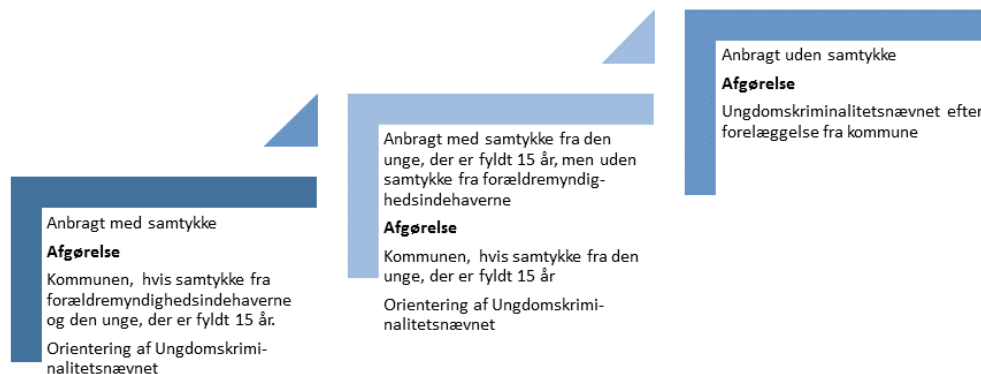 Anbragt med samtykke
Afgørelse
Kommunen, hvis samtykke fra
forældremyndighedsindehaverne
og den unge, der er fyldt 15 år.
Orientering af Ungdomskrimi-
nalitetsnævnet
Anbragt med samtykke fra den
unge, der er fyldt 15 år, men uden
samtykke fra forældremyndig-
hedsindehaverne
Afgørelse
Kommunen, hvis samtykke fra den
unge, der er fyldt 15 år
Orientering af Ungdomskrimi-
nalitetsnævnet
Anbragt uden samtykke
Afgørelse
Ungdomskriminalitetsnævnet efter
forelæggelse fra kommune